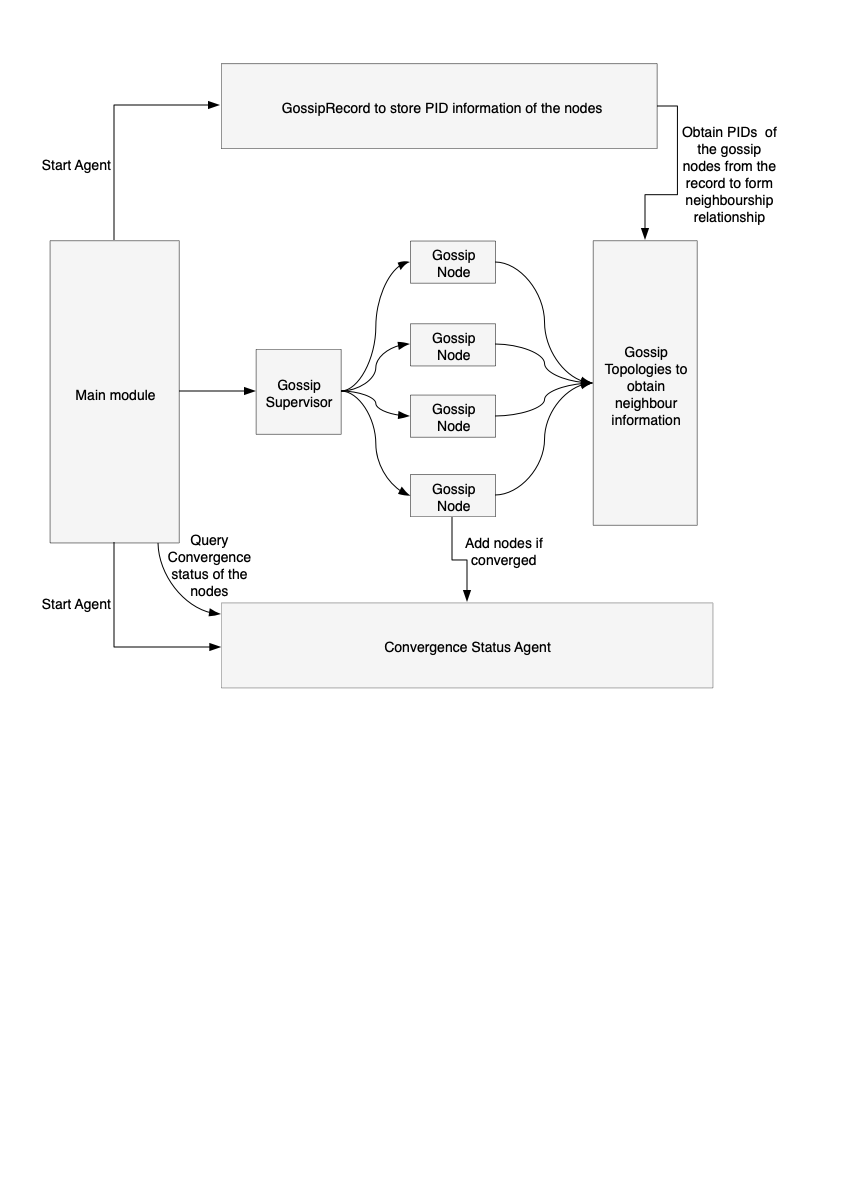 GossipRecord to store PID information of the nodes
Obtain PIDs of
the gossip
nodes from the
record to form
neighbourship
relationship
Start Agent
Gossip
Node
Gossip
Node
Gossip
Node
Gossip
Node
Main module
Gossip
Supervisor
Gossip
Topologies to
obtain
neighbour
information
Query
Convergence
status of the
nodes
Add nodes if
converged
Start Agent
Convergence Status Agent